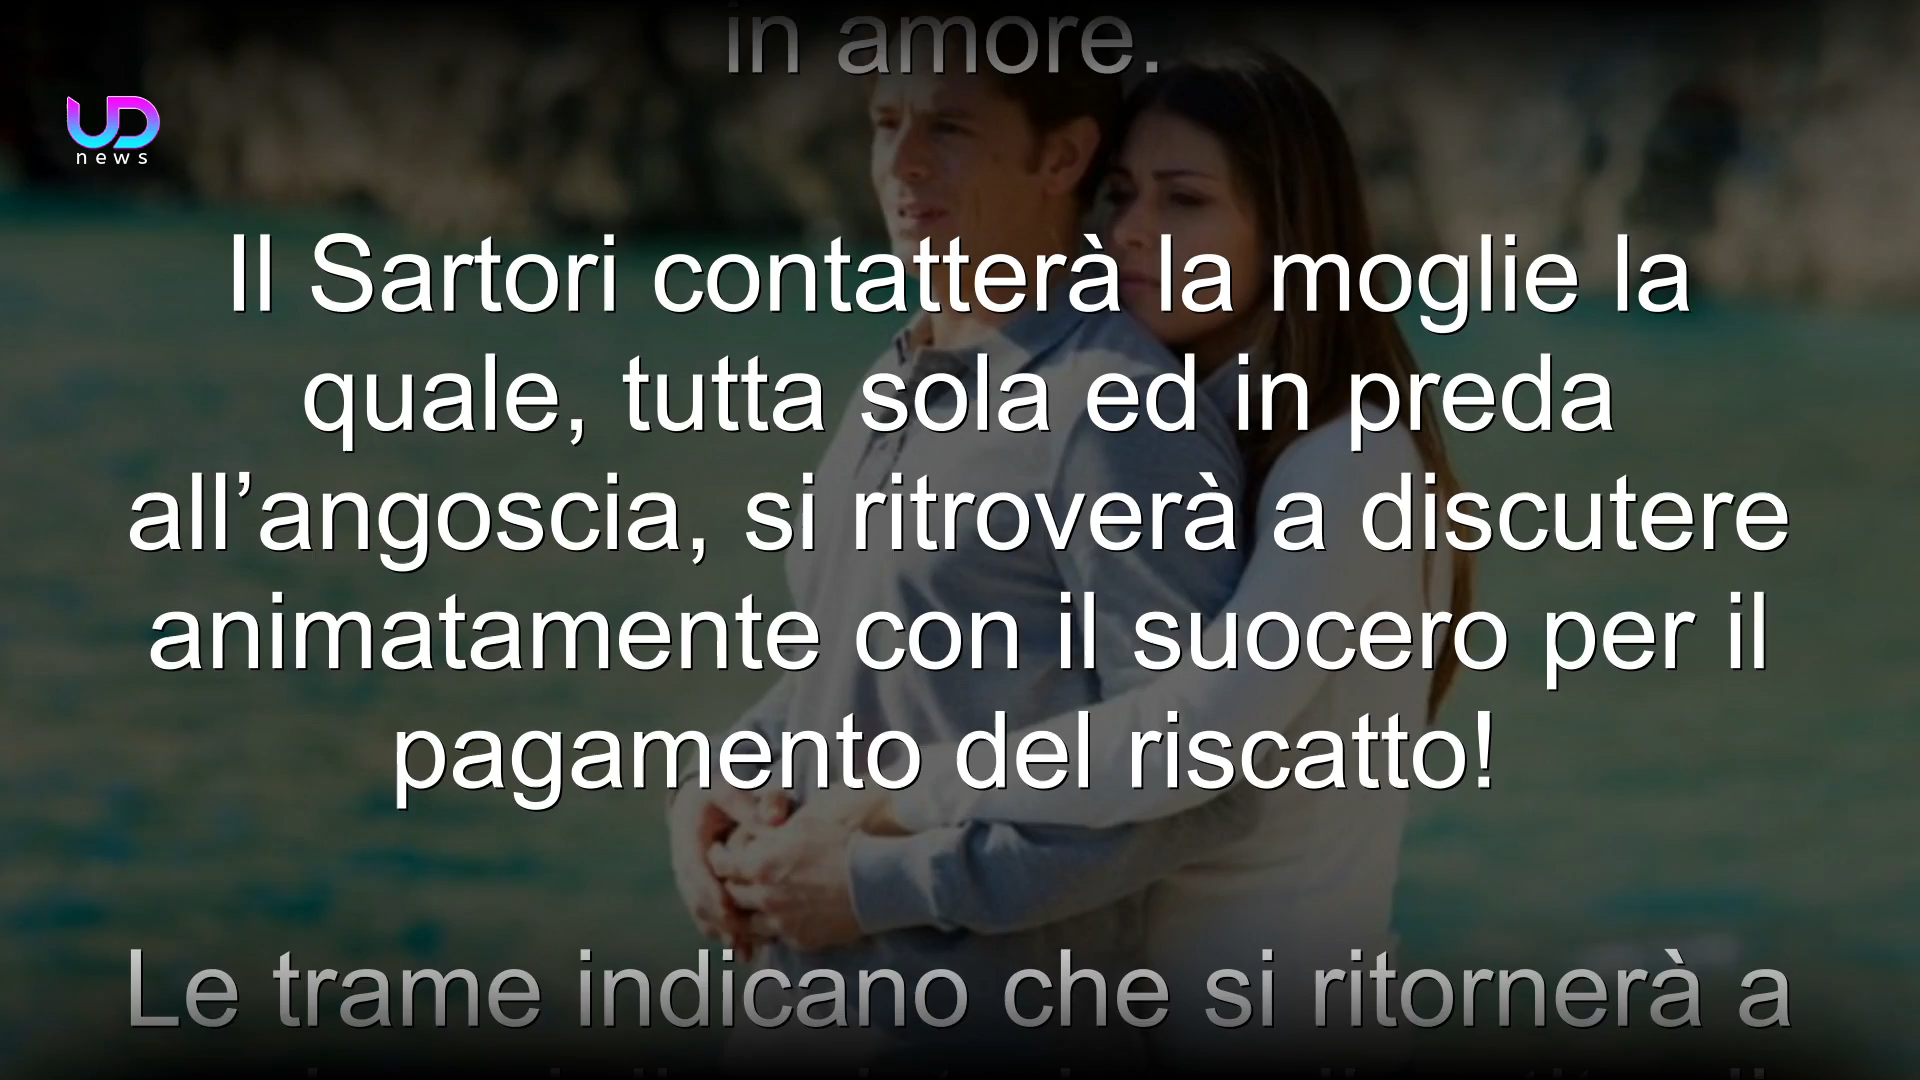 in amore.
UD
news
Il Sartori contatterà la moglie la
quale, tutta sola ed in preda
all’angoscia, si ritroverà a discutere
animatamente con il suocero per il
pagamento del riscatto!
Le trame indicano che si ritornerà a